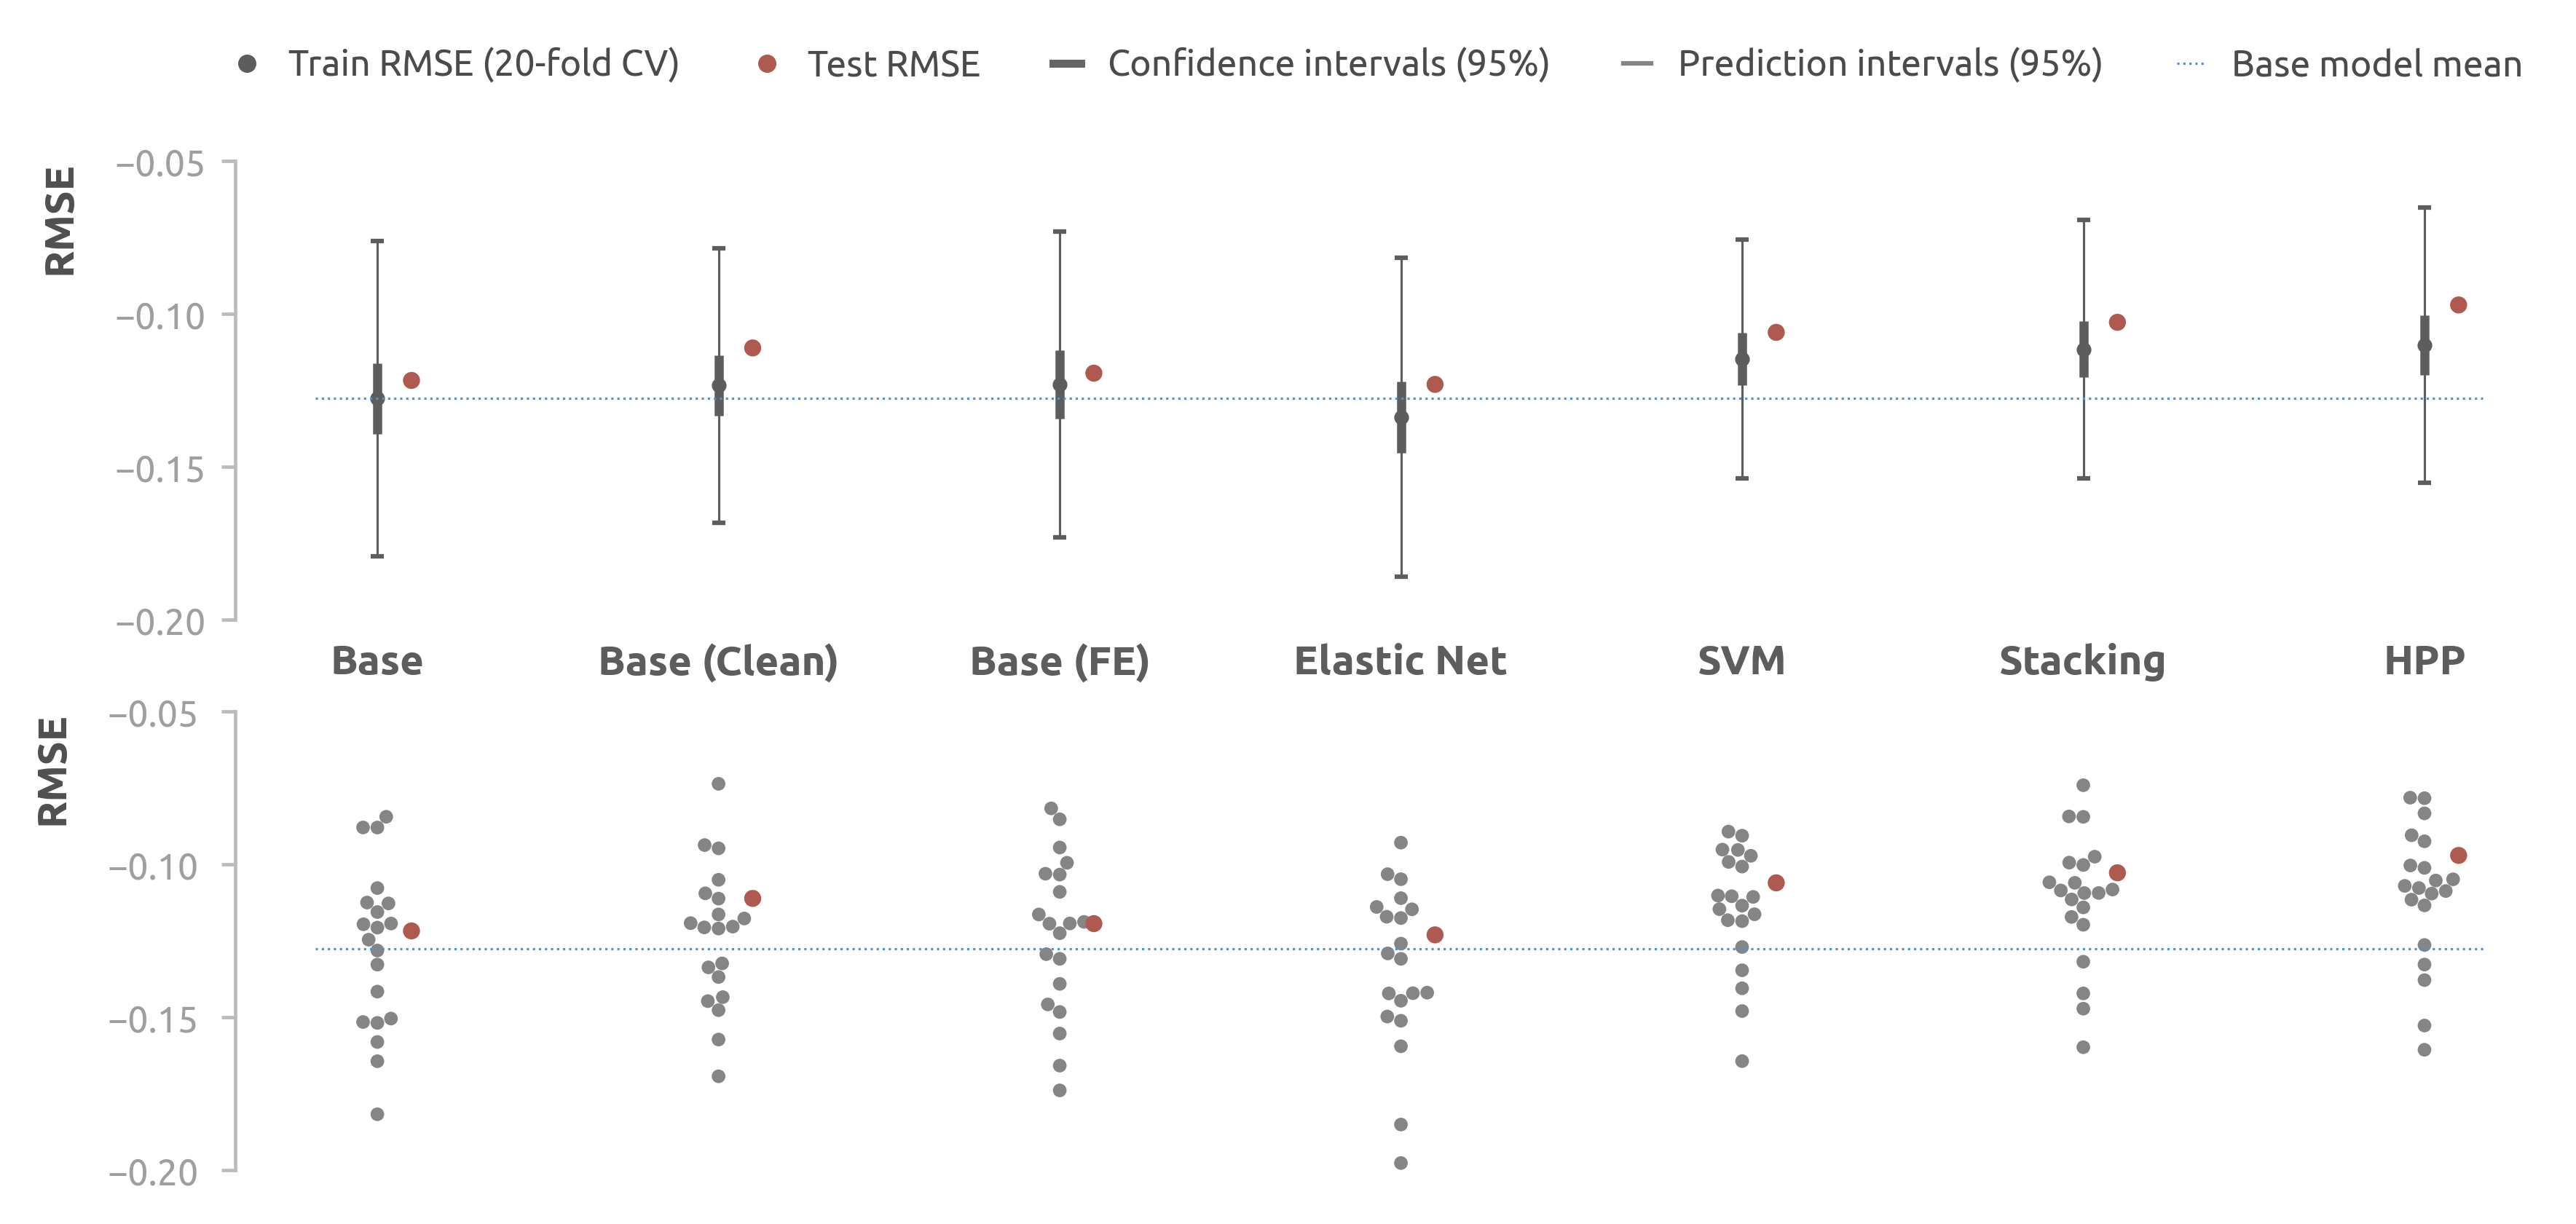 Train RMSE (20-fold CV) Test RMSE Confidence intervals (95%) Prediction intervals (95%) Base model mean
RMSE
−0.05
−0.10
−0.15
−0.20
Base Base (Clean) Base (FE) Elastic Net SVM Stacking HPP
RMSE
−0.05
−0.10
−0.15
−0.20